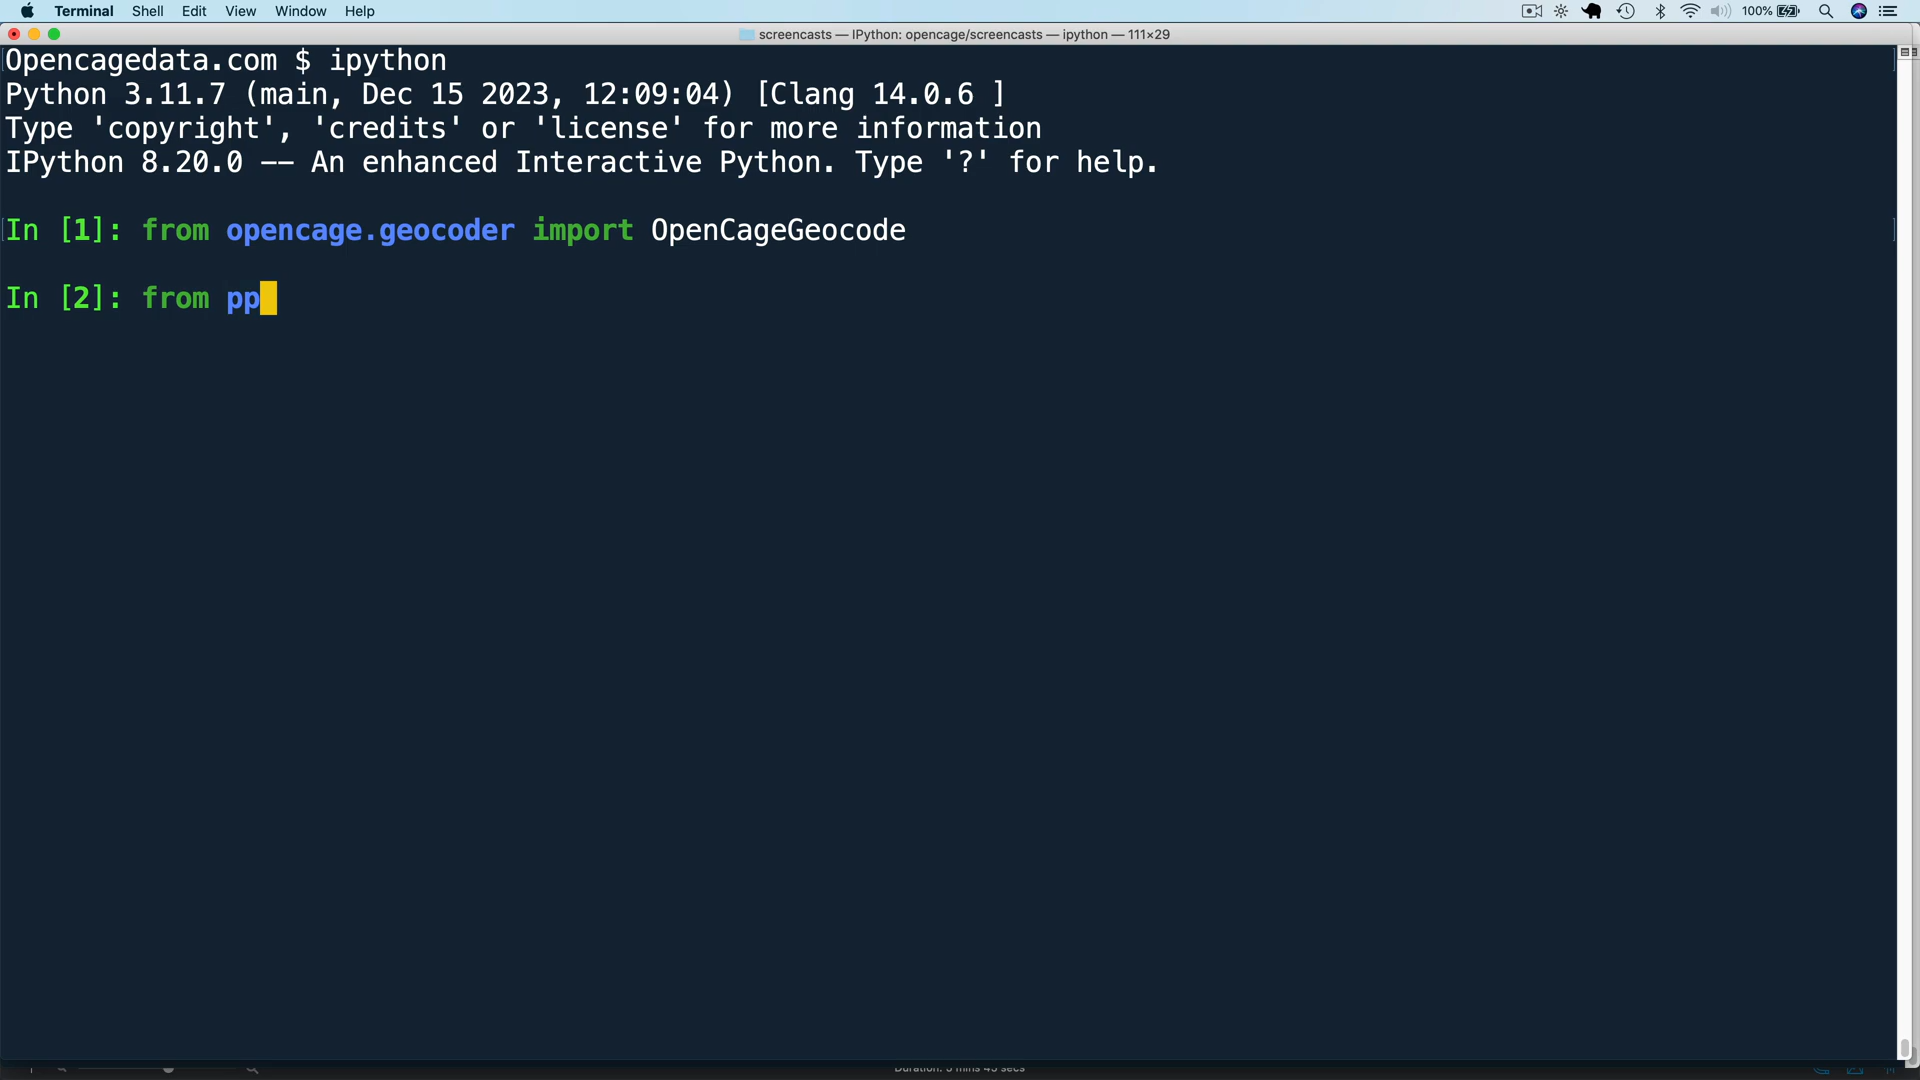 Terminal Shell Edit View Window Help 100%
screencasts — IPython: opencage/screencasts — ipython — 111×29
Opencagedata.com $ ipython
Python 3.11.7 (main, Dec 15 2023, 12:09:04) [Clang 14.0.6 ]
Type 'copyright', 'credits' or 'license' for more information
IPython 8.20.0 -- An enhanced Interactive Python. Type '?' for help.
In [1]: from opencage.geocoder import OpenCageGeocode
In [2]: from pp